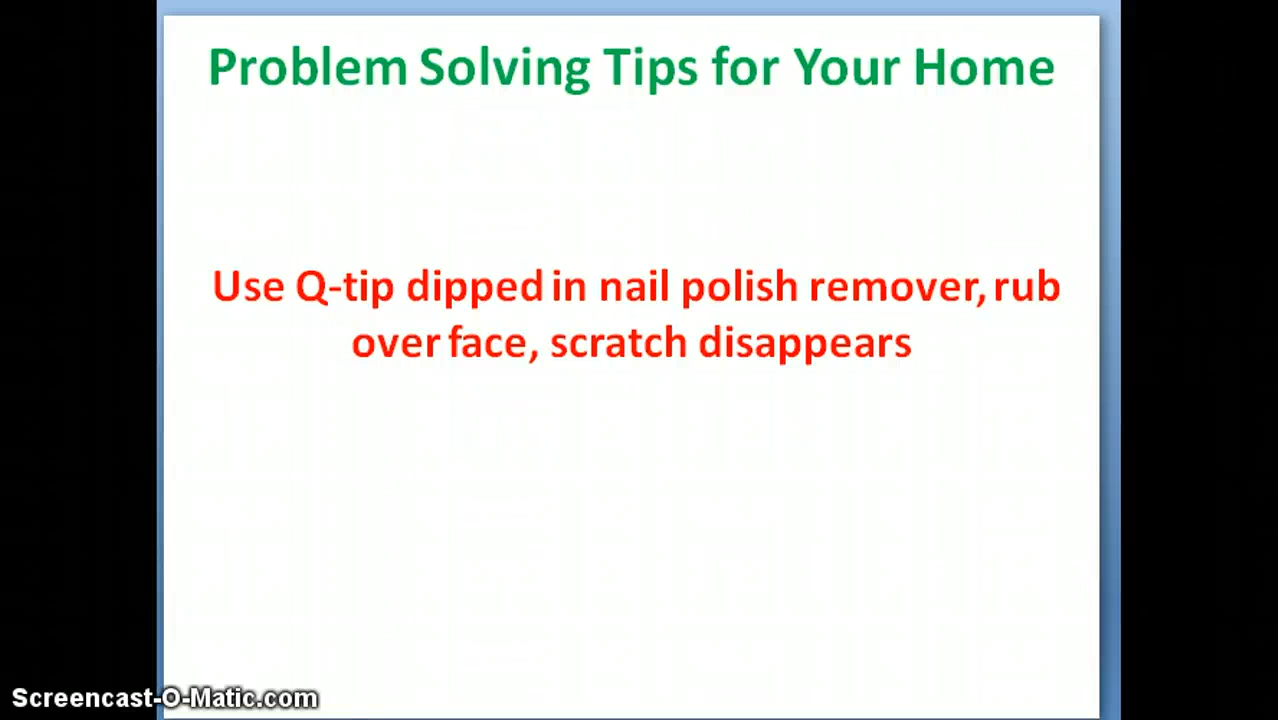 Problem Solving Tips for Your Home
Use Q-tip dipped in nail polish remover, rub
over face, scratch disappears
Screencast-O-Matic.com